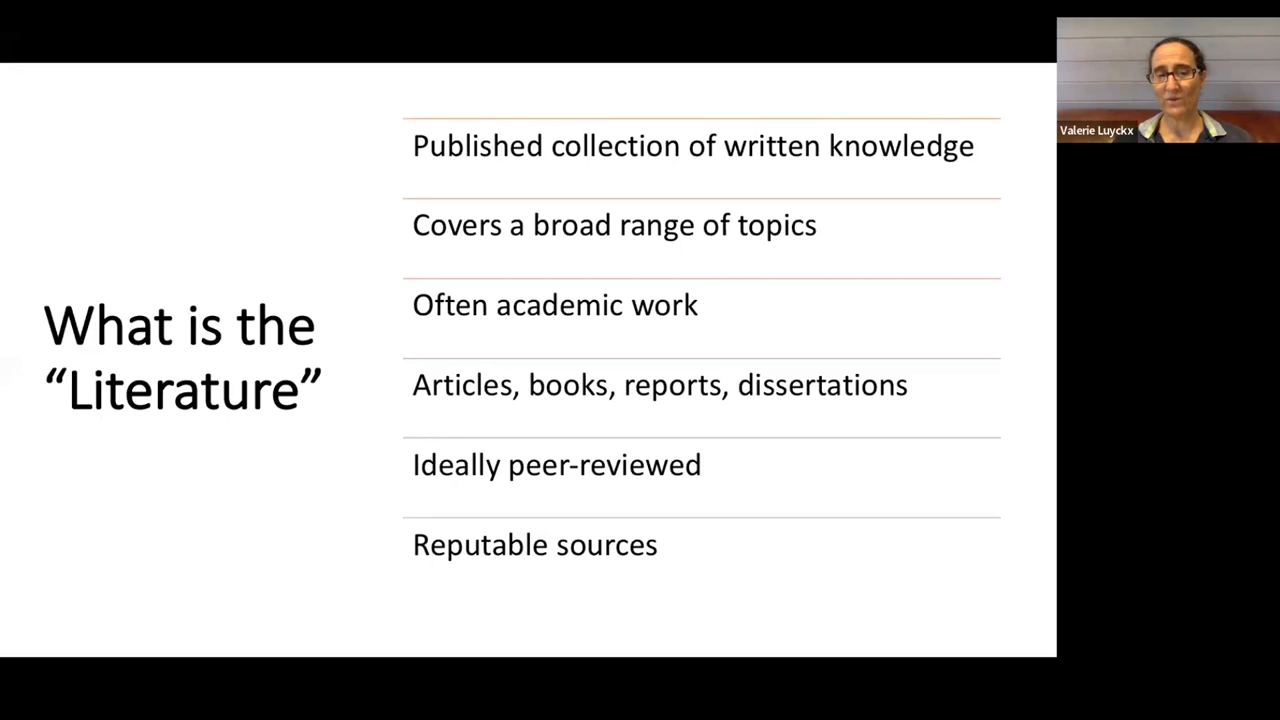 What is the
“Literature”
Published collection of written knowledge
Covers a broad range of topics
Often academic work
Articles, books, reports, dissertations
Ideally peer-reviewed
Reputable sources
Valerie Luyckx